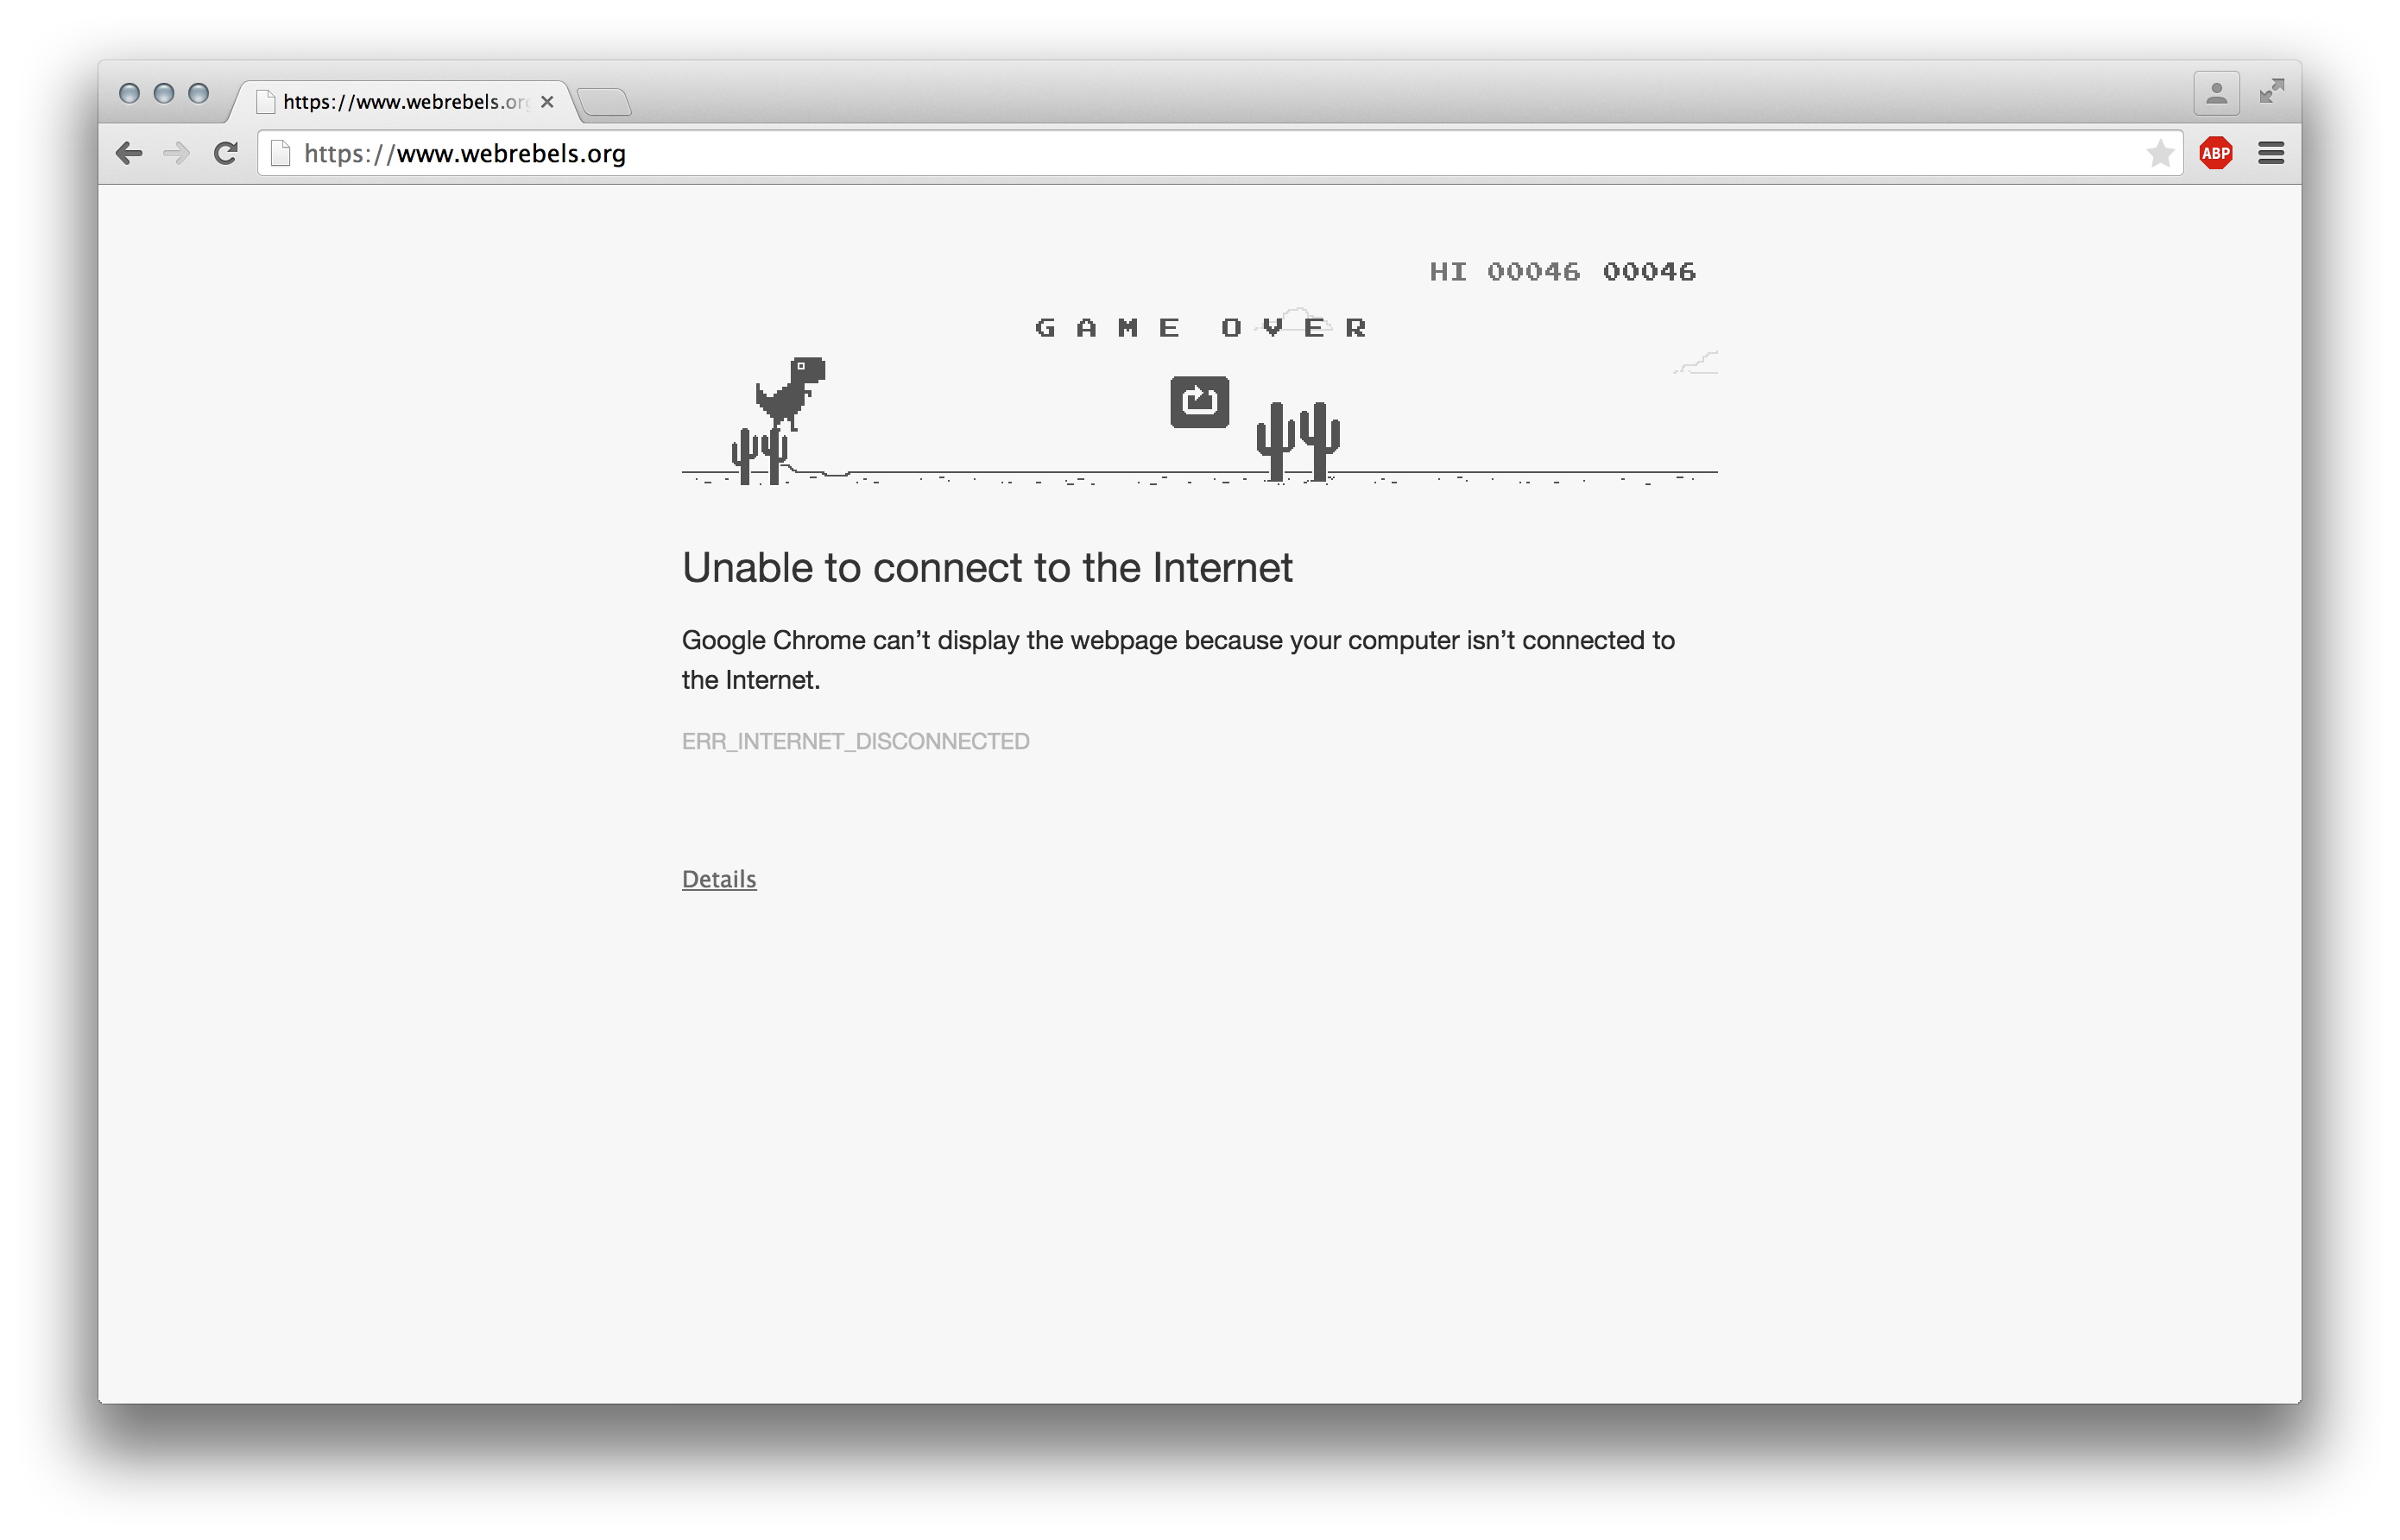 https://www.webrebels.org
https://www.webrebels.org
ABP
HI 00046 00046
GAME OVER
Unable to connect to the Internet
Google Chrome can’t display the webpage because your computer isn’t connected to
the Internet.
ERR_INTERNET_DISCONNECTED
Details